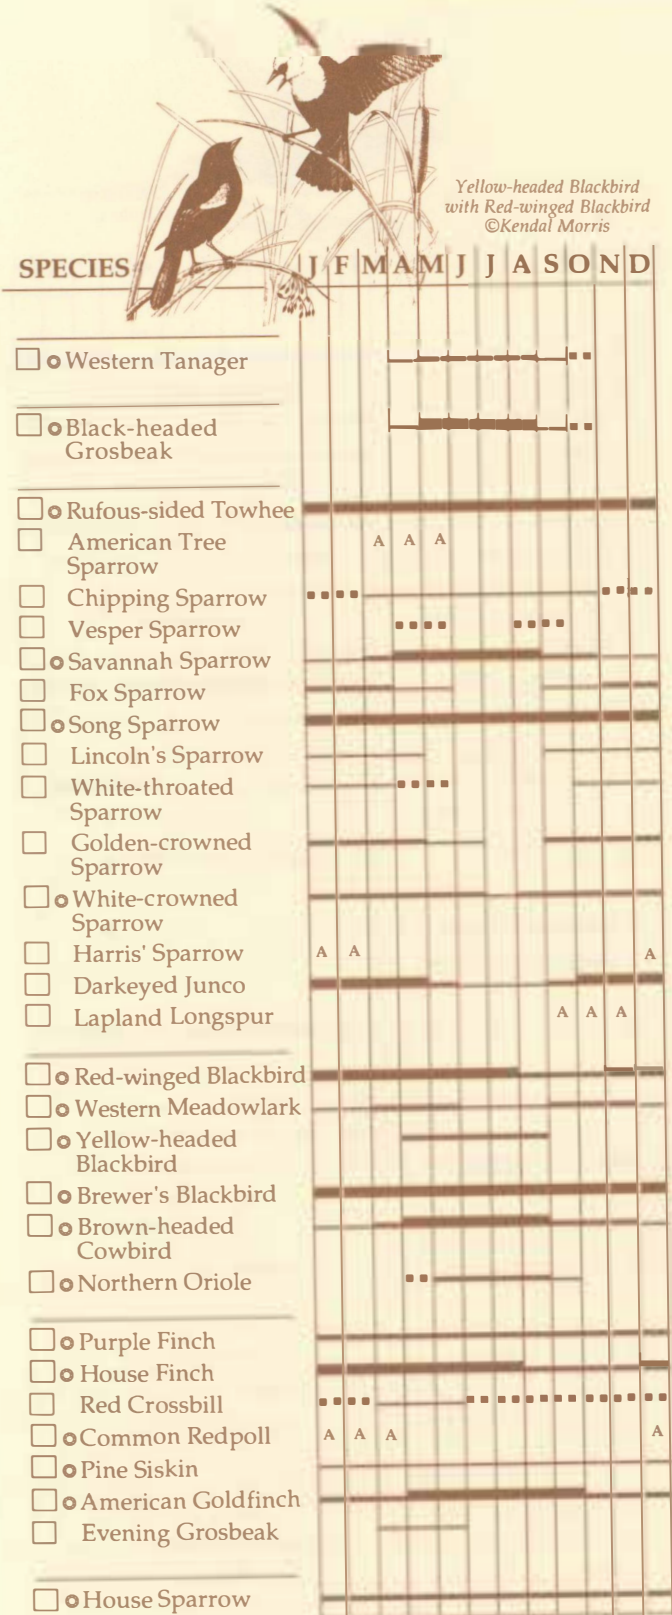 Yellow-headed Blackbird
with Red-winged Blackbird
©Kendal Morris
SPECIES J F M A M J J A S O N D
Western Tanager
Black-headed
Grosbeak
Rufous-sided Towhee
American Tree A A A
Sparrow
Chipping Sparrow
Vesper Sparrow
Savannah Sparrow
Fox Sparrow
Song Sparrow
Lincoln's Sparrow
White-throated
Sparrow
Golden-crowned
Sparrow
White-crowned
Sparrow
Harris' Sparrow A A A
Darkeyed Junco
Lapland Longspur A A A
Red-winged Blackbird
Western Meadowlark
Yellow-headed
Blackbird
Brewer's Blackbird
Brown-headed
Cowbird
Northern Oriole
Purple Finch
House Finch
Red Crossbill
Common Redpoll A A A A
Pine Siskin
American Goldfinch
Evening Grosbeak
House Sparrow